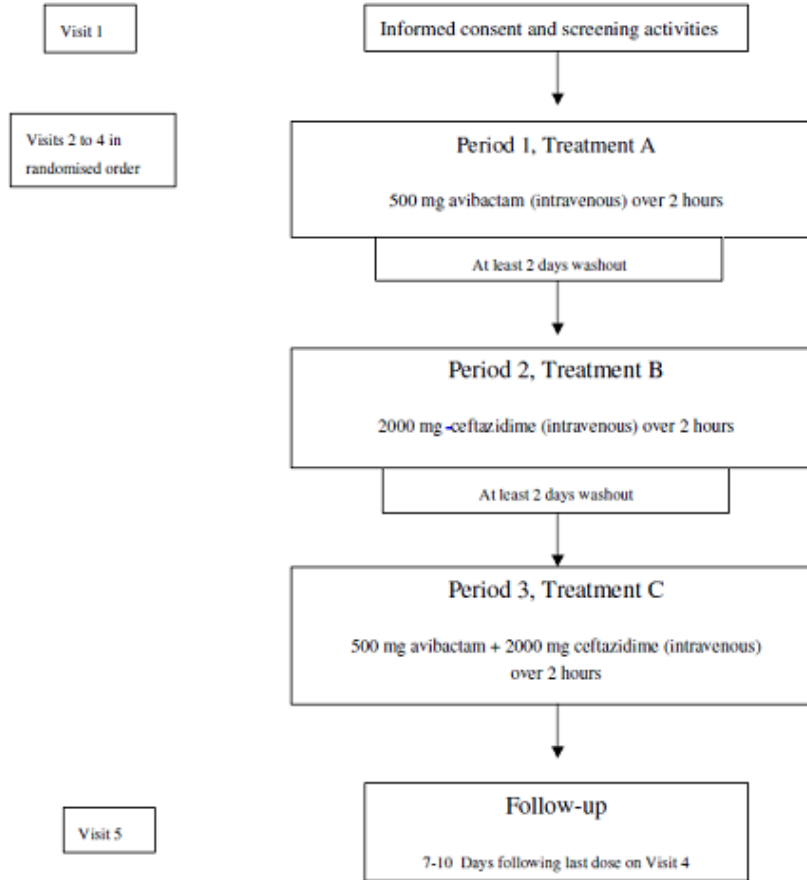 Visit 1
Informed consent and screening activities
Visits 2 to 4 in
randomised order
Period 1, Treatment A
500 mg avibactam (intravenous) over 2 hours
At least 2 days washout
Period 2, Treatment B
2000 mg -ceftazidime (intravenous) over 2 hours
At least 2 days washout
Period 3, Treatment C
500 mg avibactam + 2000 mg ceftazidime (intravenous)
over 2 hours
Follow-up
Visit 5
7-10 Days following last dose on Visit 4